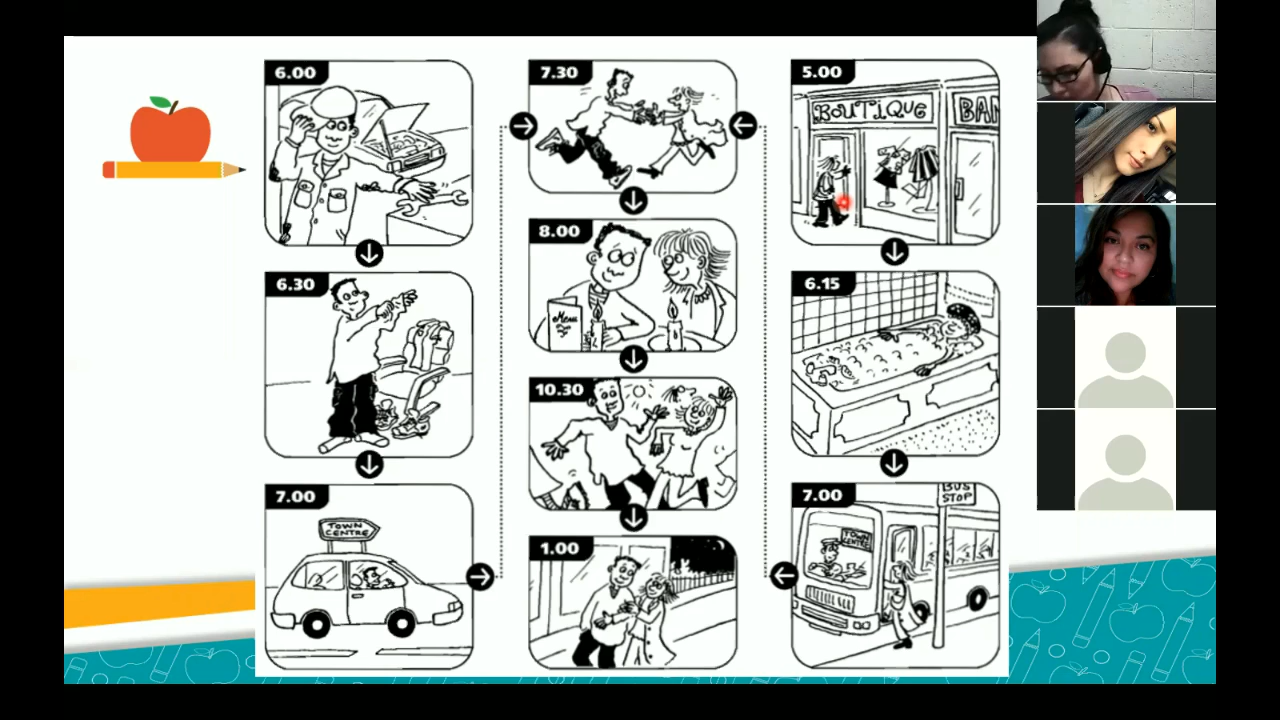 6.00
6.30
7.00
TOWN
CENTRE
7.30
8.00
Menu
10.30
1.00
5.00
BOUTIQUE
BAN
6.15
7.00
BUS
STOP
TOWN
CENTRE